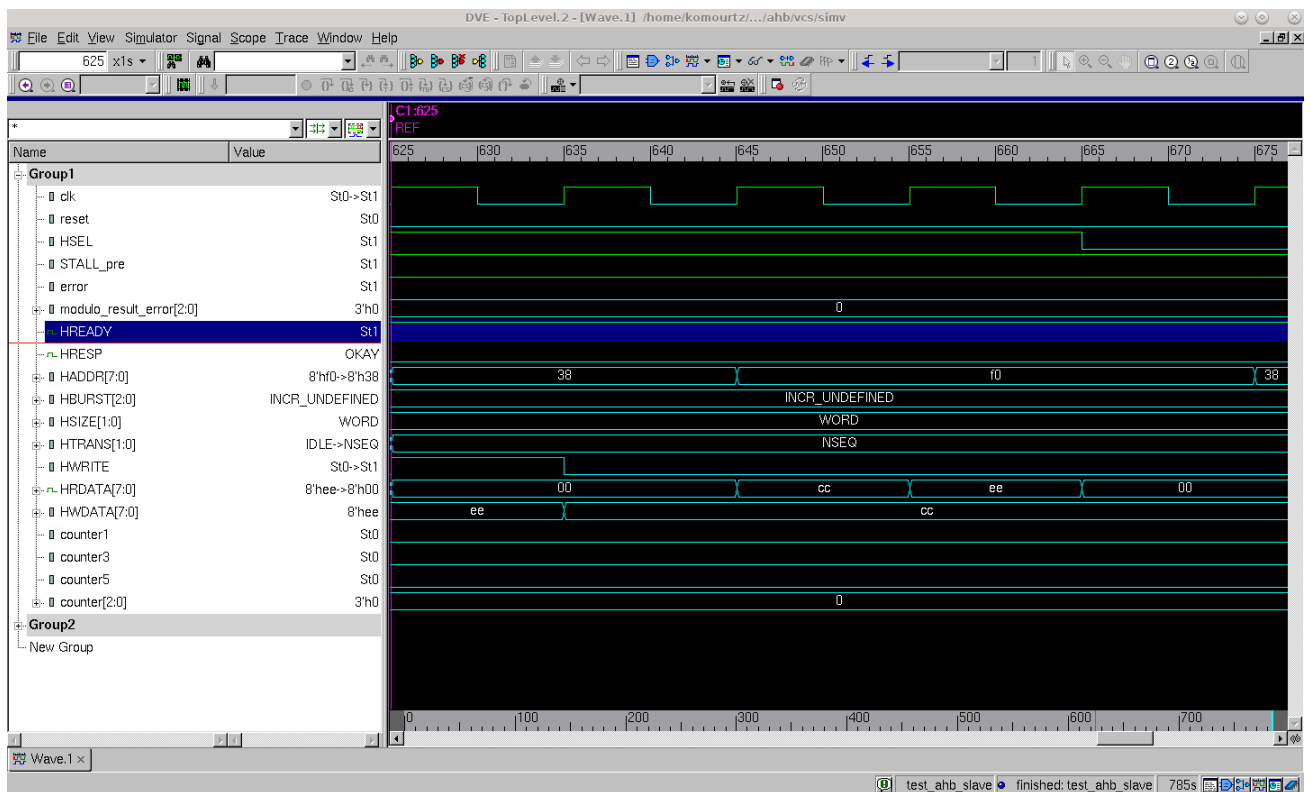 DVE - TopLevel.2 - [Wave.1] /home/komourtz/.../ahb/vcs/simv
File Edit View Simulator Signal Scope Trace Window Help
625 x1s
1
C1:625
REF
*
Name Value
625 630 635 640 645 650 655 660 665 670 675
Group1
clk St0->St1
reset St0
HSEL St1
STALL_pre St1
error St1
modulo_result_error[2:0] 3'h0 0
HREADY St1
HRESP OKAY
HADDR[7:0] 8'hf0->8'h38 38 f0 38
HBURST[2:0] INCR_UNDEFINED INCR_UNDEFINED
HSIZE[1:0] WORD WORD
HTRANS[1:0] IDLE->NSEQ NSEQ
HWRITE St0->St1
HRDATA[7:0] 8'hee->8'h00 00 cc ee 00
HWDATA[7:0] 8'hee ee cc
counter1 St0
counter3 St0
counter5 St0
counter[2:0] 3'h0 0
Group2
New Group
0 100 200 300 400 500 600 700
Wave.1
test_ahb_slave finished: test_ahb_slave 785s